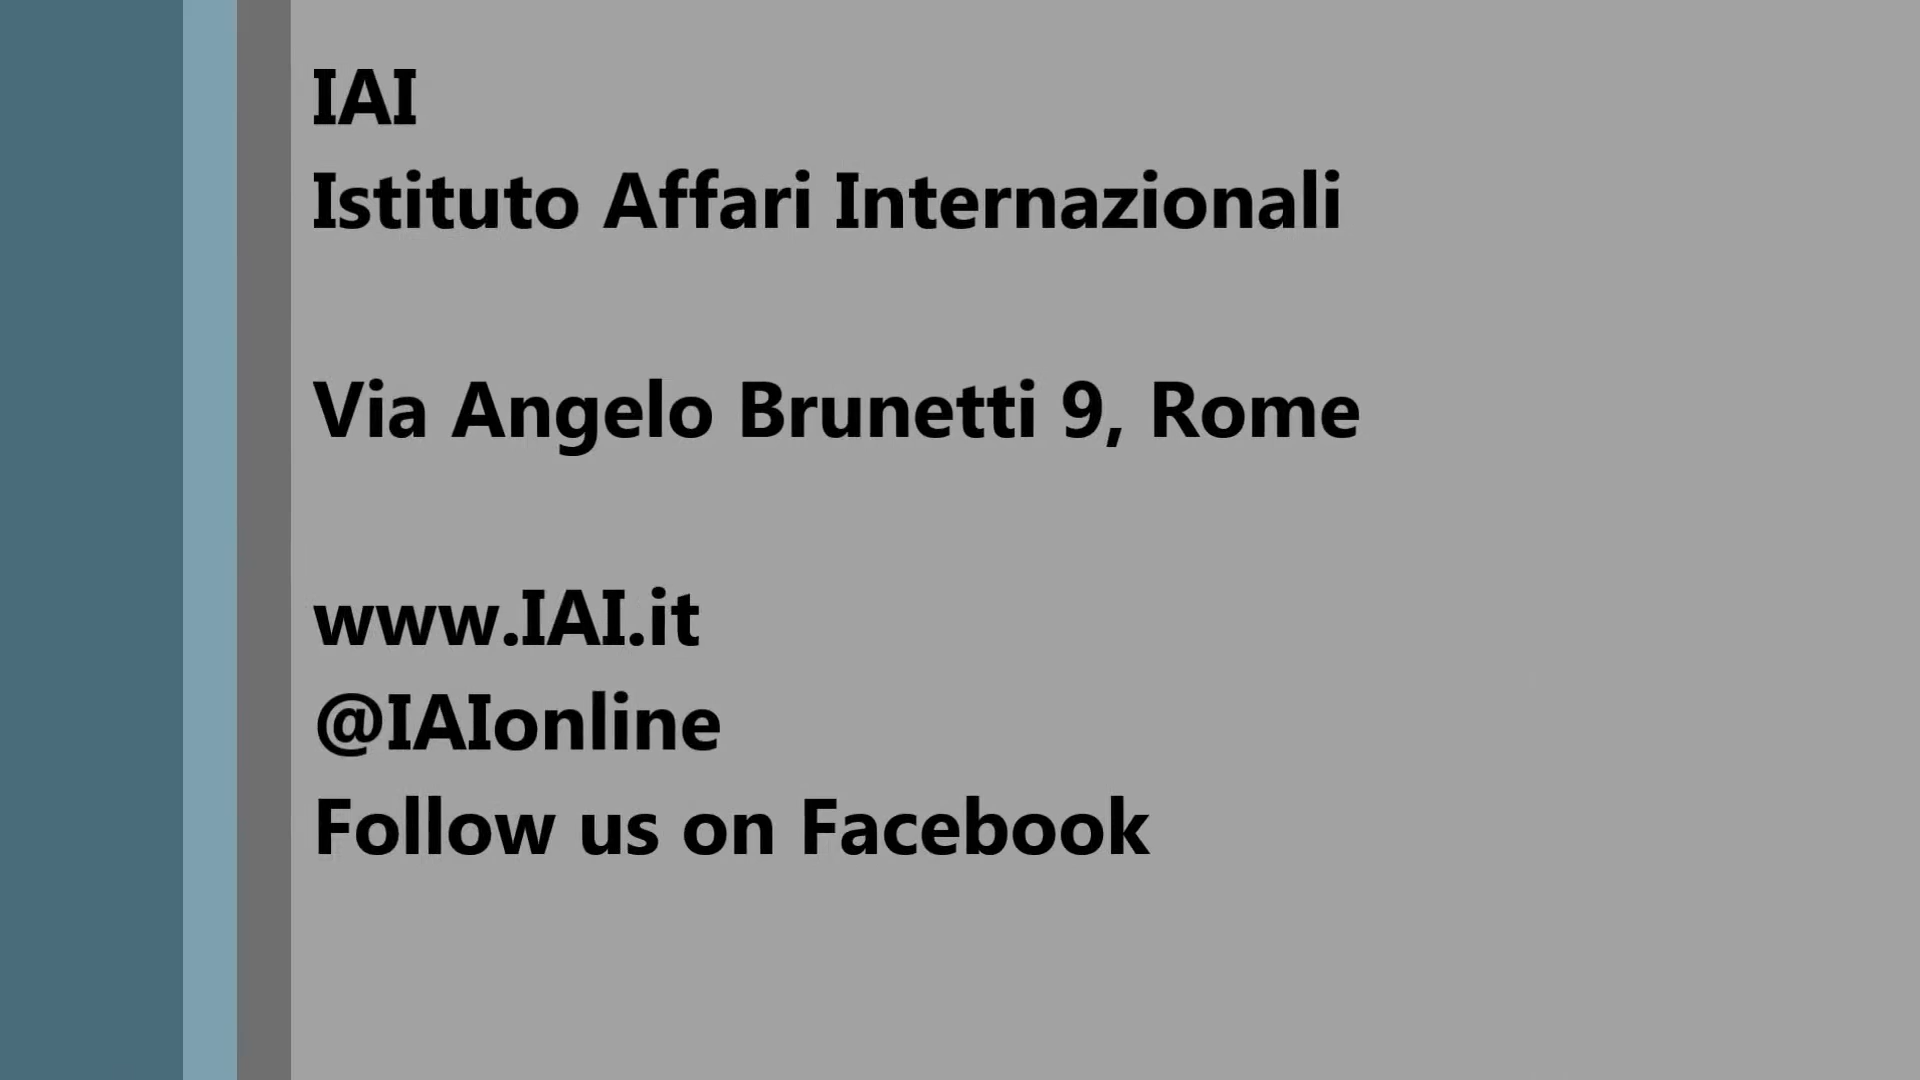 IAI
Istituto Affari Internazionali
Via Angelo Brunetti 9, Rome
www.IAI.it
@IAIonline
Follow us on Facebook